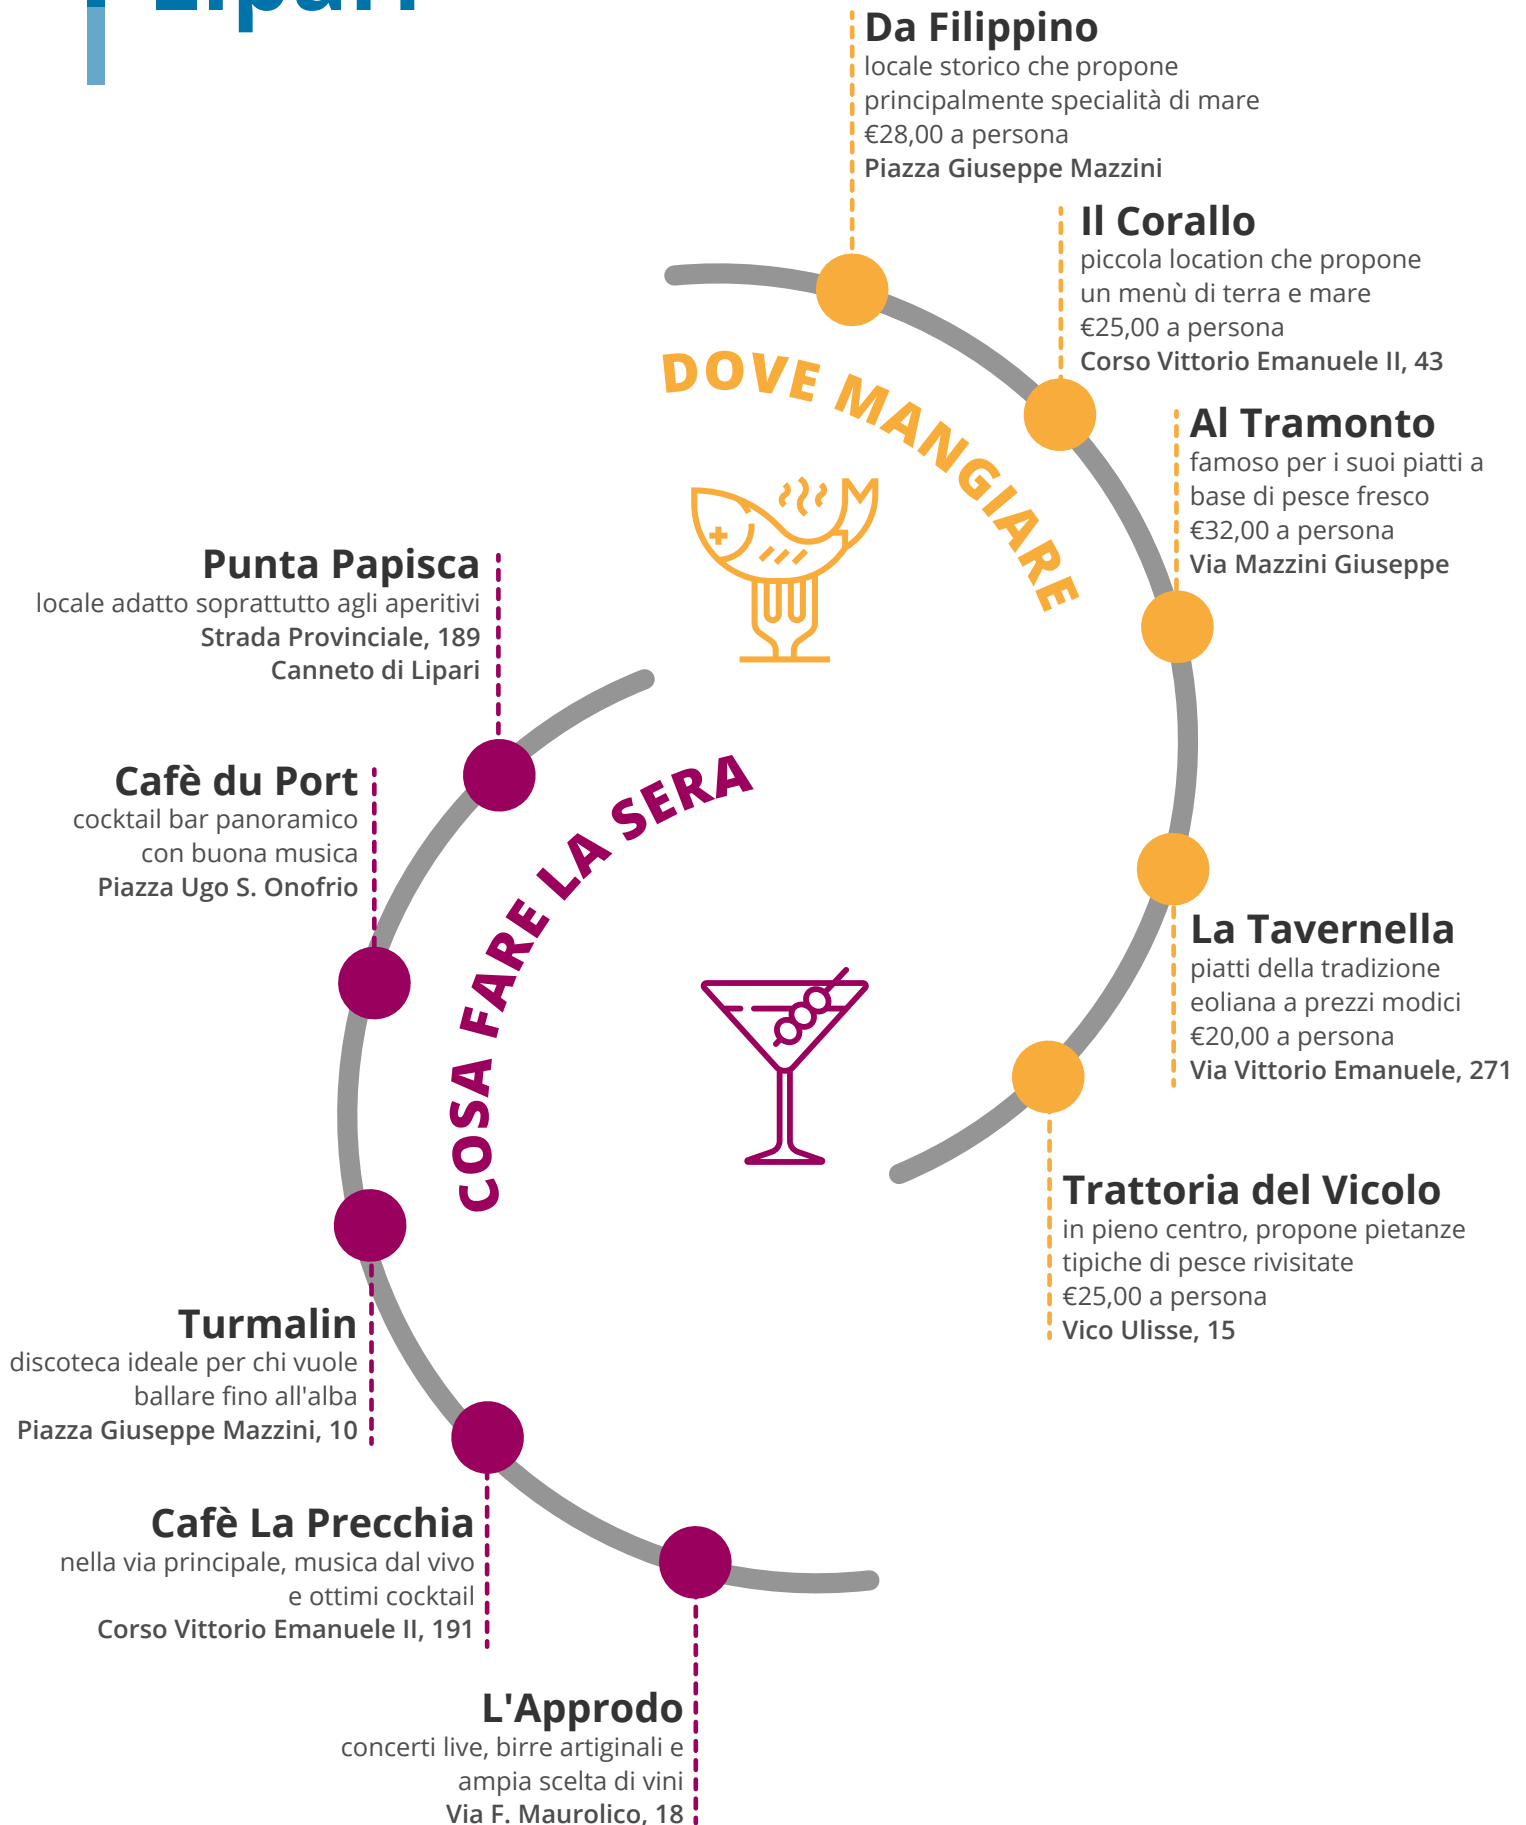 Lipari
Da Filippino
locale storico che propone
principalmente specialità di mare
€28,00 a persona
Piazza Giuseppe Mazzini
Il Corallo
piccola location che propone
un menù di terra e mare
€25,00 a persona
Corso Vittorio Emanuele II, 43
DOVE MANGIARE
Al Tramonto
famoso per i suoi piatti a
base di pesce fresco
€32,00 a persona
Via Mazzini Giuseppe
La Tavernella
piatti della tradizione
eoliana a prezzi modici
€20,00 a persona
Via Vittorio Emanuele, 271
Trattoria del Vicolo
in pieno centro, propone pietanze
tipiche di pesce rivisitate
€25,00 a persona
Vico Ulisse, 15
COSA FARE LA SERA
Punta Papisca
locale adatto soprattutto agli aperitivi
Strada Provinciale, 189
Canneto di Lipari
Cafè du Port
cocktail bar panoramico
con buona musica
Piazza Ugo S. Onofrio
Turmalin
discoteca ideale per chi vuole
ballare fino all'alba
Piazza Giuseppe Mazzini, 10
Cafè La Precchia
nella via principale, musica dal vivo
e ottimi cocktail
Corso Vittorio Emanuele II, 191
L'Approdo
concerti live, birre artiginali e
ampia scelta di vini
Via F. Maurolico, 18